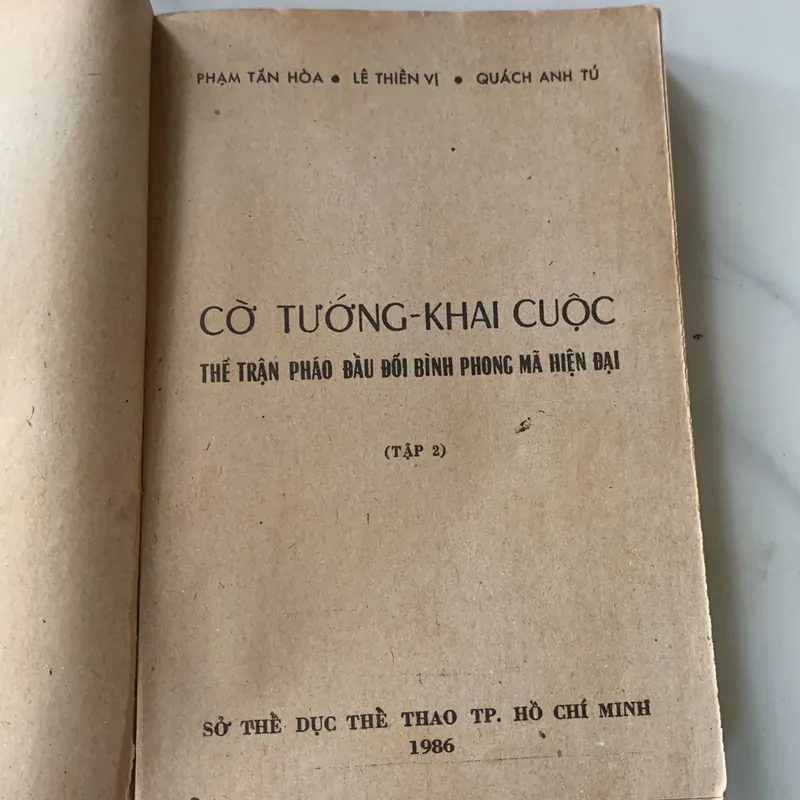 PHẠM TẤN HÒA • LÊ THIÊN VỊ • QUÁCH ANH TÚ
CỜ TƯỚNG-KHAI CUỘC
THẾ TRẬN PHÁO ĐẦU ĐỐI BÌNH PHONG MÃ HIỆN ĐẠI
(TẬP 2)
SỞ THỂ DỤC THỂ THAO TP. HỒ CHÍ MINH
1986